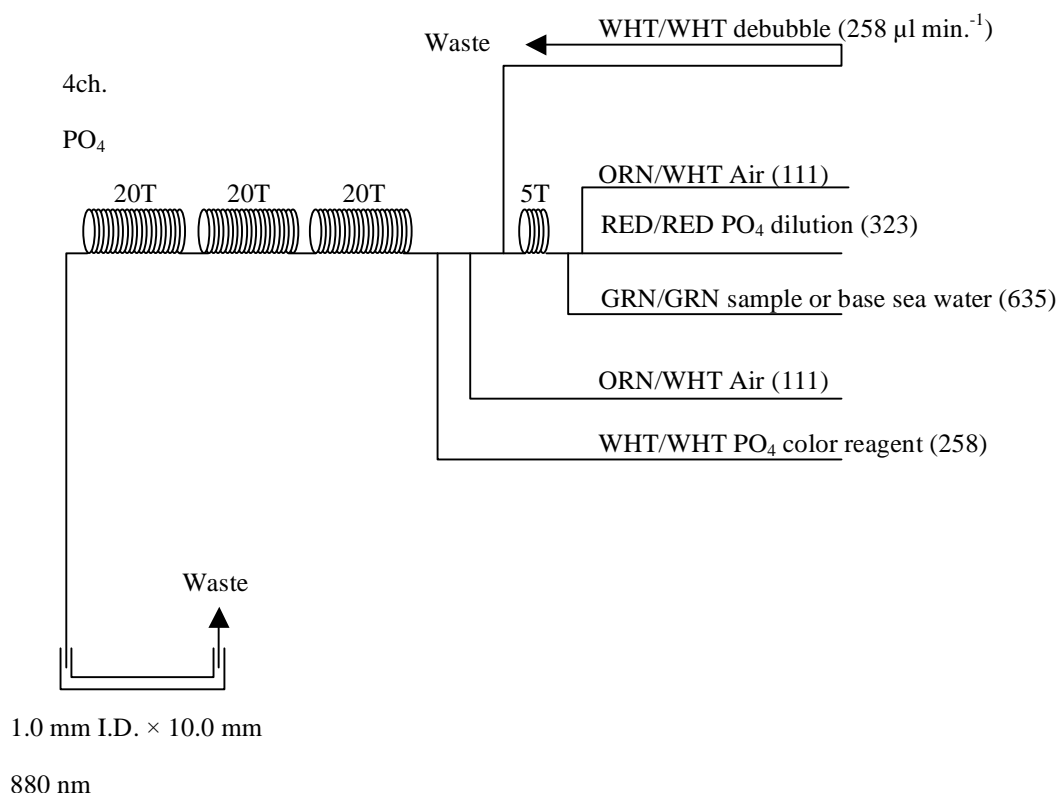 WHT/WHT debubble (258 µl min.⁻¹)
Waste
4ch.
PO₄
20T 20T 20T 5T
ORN/WHT Air (111)
RED/RED PO₄ dilution (323)
GRN/GRN sample or base sea water (635)
ORN/WHT Air (111)
WHT/WHT PO₄ color reagent (258)
Waste
1.0 mm I.D. × 10.0 mm
880 nm